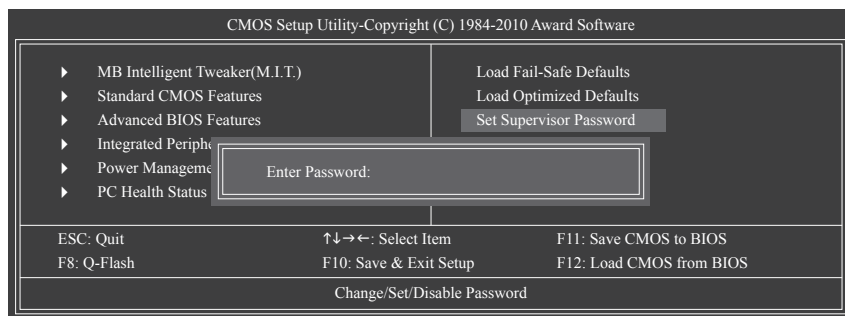 CMOS Setup Utility-Copyright (C) 1984-2010 Award Software
MB Intelligent Tweaker(M.I.T.)
Standard CMOS Features
Advanced BIOS Features
Integrated Periphe
Power Manageme
PC Health Status
Load Fail-Safe Defaults
Load Optimized Defaults
Set Supervisor Password
Enter Password:
ESC: Quit ↑↓→←: Select Item F11: Save CMOS to BIOS
F8: Q-Flash F10: Save & Exit Setup F12: Load CMOS from BIOS
Change/Set/Disable Password